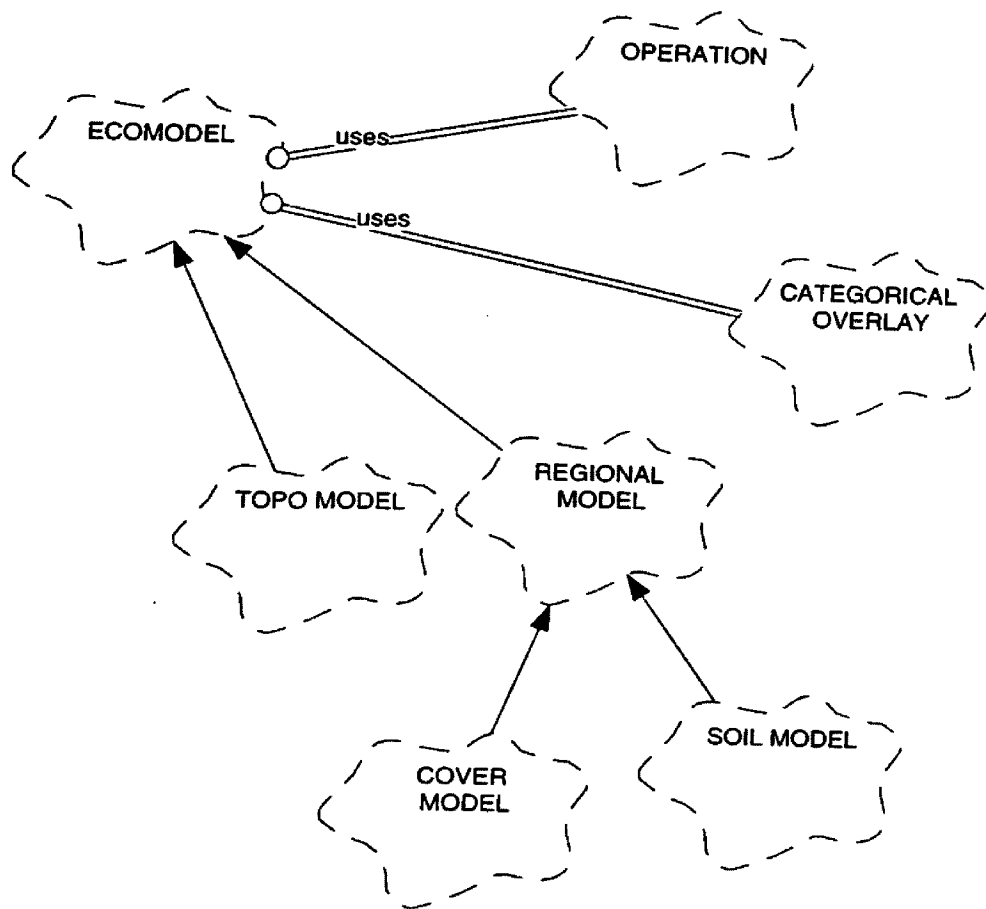 OPERATION
ECOMODEL
uses
uses
CATEGORICAL
OVERLAY
REGIONAL
MODEL
TOPO MODEL
SOIL MODEL
COVER
MODEL